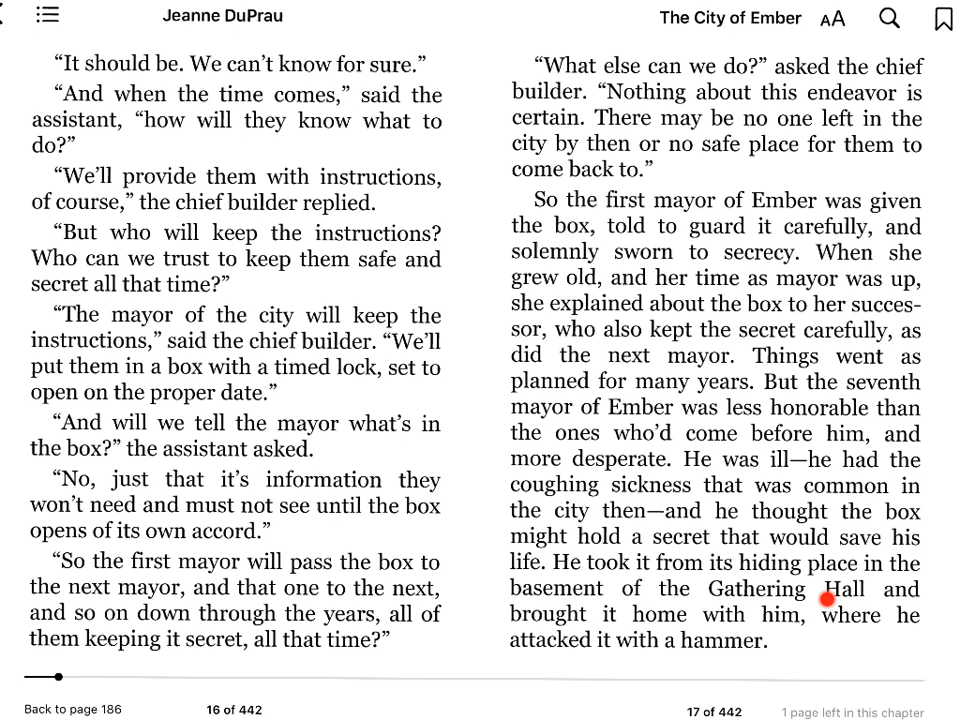 Jeanne DuPrau
The City of Ember AA
“It should be. We can’t know for sure.”
“And when the time comes,” said the
assistant, “how will they know what to
do?”
“We’ll provide them with instructions,
of course,” the chief builder replied.
“But who will keep the instructions?
Who can we trust to keep them safe and
secret all that time?”
“The mayor of the city will keep the
instructions,” said the chief builder. “We’ll
put them in a box with a timed lock, set to
open on the proper date.”
“And will we tell the mayor what’s in
the box?” the assistant asked.
“No, just that it’s information they
won’t need and must not see until the box
opens of its own accord.”
“So the first mayor will pass the box to
the next mayor, and that one to the next,
and so on down through the years, all of
them keeping it secret, all that time?”
“What else can we do?” asked the chief
builder. “Nothing about this endeavor is
certain. There may be no one left in the
city by then or no safe place for them to
come back to.”
So the first mayor of Ember was given
the box, told to guard it carefully, and
solemnly sworn to secrecy. When she
grew old, and her time as mayor was up,
she explained about the box to her succes-
sor, who also kept the secret carefully, as
did the next mayor. Things went as
planned for many years. But the seventh
mayor of Ember was less honorable than
the ones who’d come before him, and
more desperate. He was ill—he had the
coughing sickness that was common in
the city then—and he thought the box
might hold a secret that would save his
life. He took it from its hiding place in the
basement of the Gathering Hall and
brought it home with him, where he
attacked it with a hammer.
Back to page 186
16 of 442
17 of 442
1 page left in this chapter